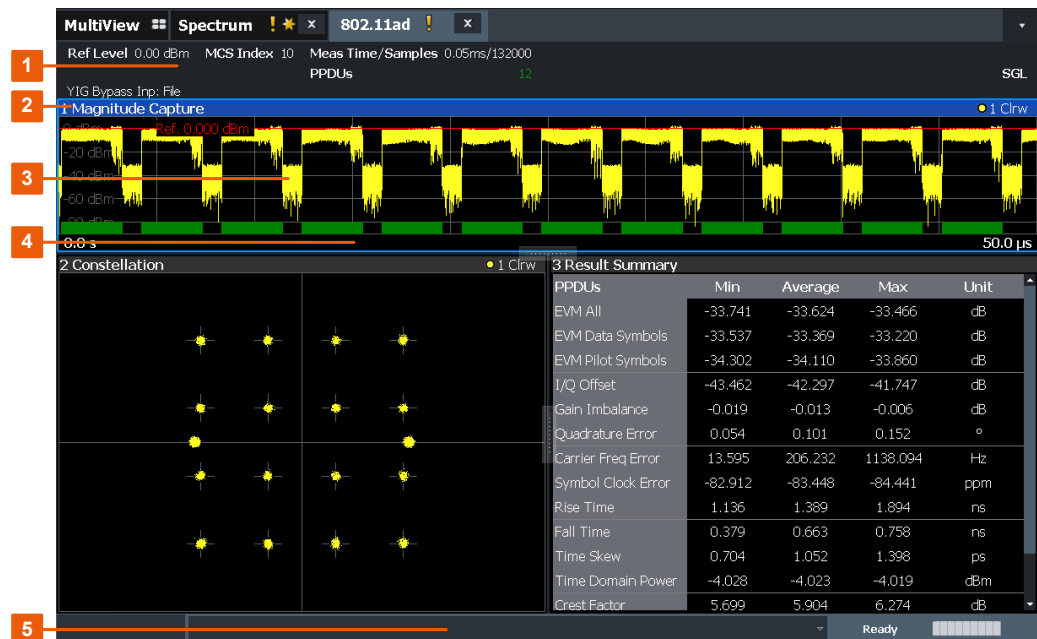 MultiView Spectrum ! x 802.11ad ! x
Ref Level 0.00 dBm MCS Index 10 Meas Time/Samples 0.05ms/132000
1
PPDUs 12 SGL
YIG Bypass Inp: File
2
1 Magnitude Capture 1 Clrw
0 dBm Ref. 0.000 dBm
-20 dBm
3
-40 dBm
-60 dBm
-80 dBm
4
0.0 s 50.0 µs
2 Constellation 1 Clrw
3 Result Summary
PPDUs Min Average Max Unit
EVM All -33.741 -33.624 -33.466 dB
EVM Data Symbols -33.537 -33.369 -33.220 dB
EVM Pilot Symbols -34.302 -34.110 -33.860 dB
I/Q Offset -43.462 -42.297 -41.747 dB
Gain Imbalance -0.019 -0.013 -0.006 dB
Quadrature Error 0.054 0.101 0.152 °
Carrier Freq Error 13.595 206.232 1138.094 Hz
Symbol Clock Error -82.912 -83.448 -84.441 ppm
Rise Time 1.136 1.389 1.894 ns
Fall Time 0.379 0.663 0.758 ns
Time Skew 0.704 1.052 1.398 ps
Time Domain Power -4.028 -4.023 -4.019 dBm
Crest Factor 5.699 5.904 6.274 dB
5
Ready